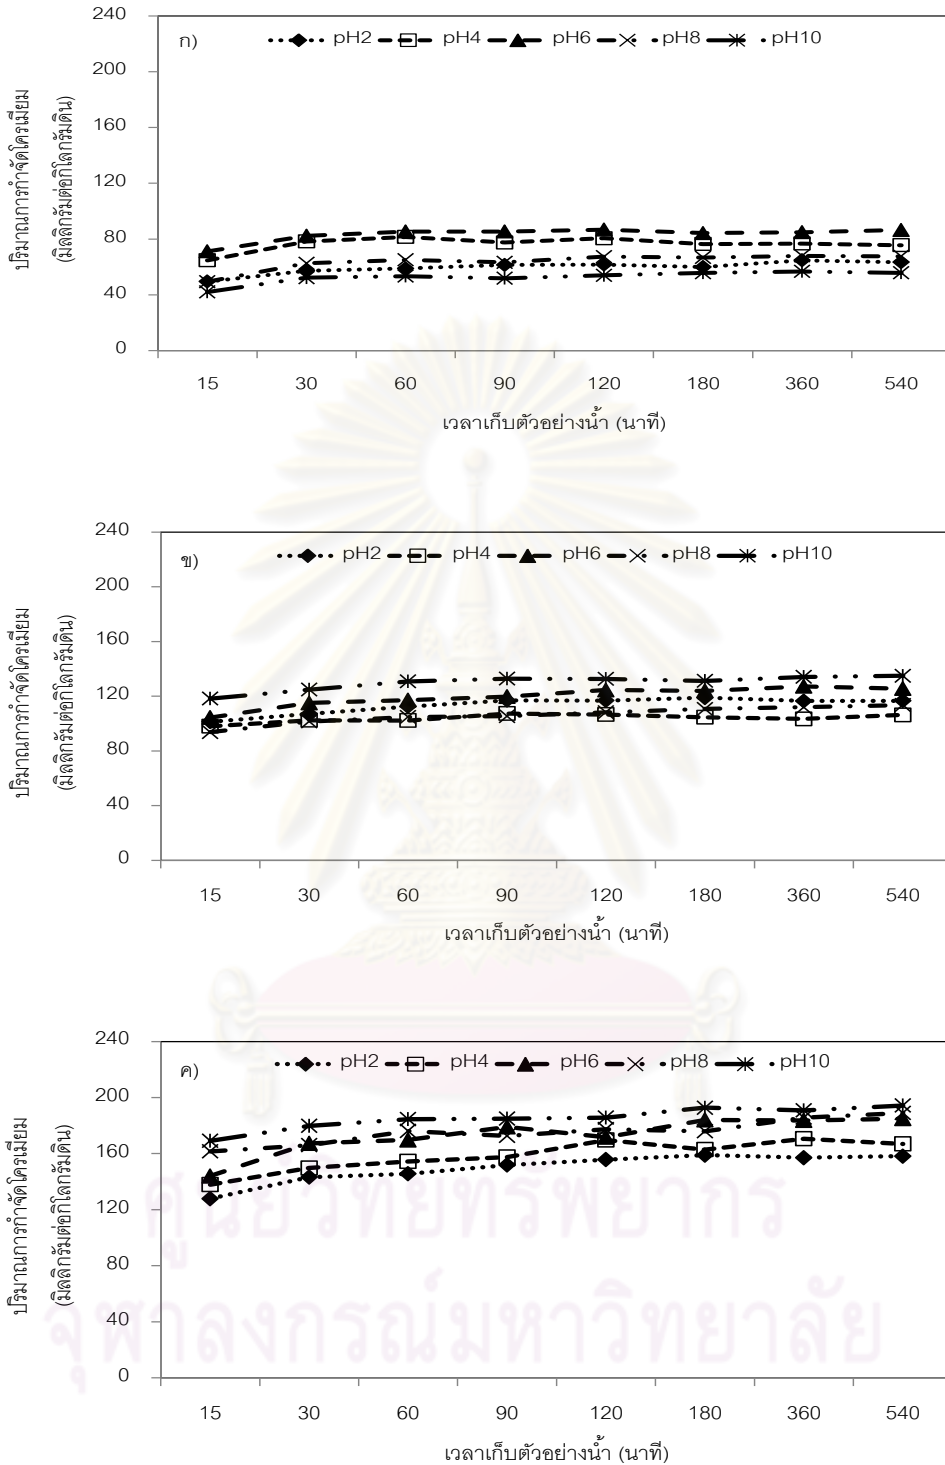 240
ก) pH2 pH4 pH6 pH8 pH10
200
160
120
80
40
0
ปริมาณการกำจัดโครเมียม
(มิลลิกรัมต่อกิโลกรัมดิน)
15 30 60 90 120 180 360 540
เวลาเก็บตัวอย่างน้ำ (นาที)
240
ข) pH2 pH4 pH6 pH8 pH10
200
160
120
80
40
0
ปริมาณการกำจัดโครเมียม
(มิลลิกรัมต่อกิโลกรัมดิน)
15 30 60 90 120 180 360 540
เวลาเก็บตัวอย่างน้ำ (นาที)
240
ค) pH2 pH4 pH6 pH8 pH10
200
160
120
80
40
0
ปริมาณการกำจัดโครเมียม
(มิลลิกรัมต่อกิโลกรัมดิน)
ศูนย์วิทยทรัพยากร
จุฬาลงกรณ์มหาวิทยาลัย
15 30 60 90 120 180 360 540
เวลาเก็บตัวอย่างน้ำ (นาที)